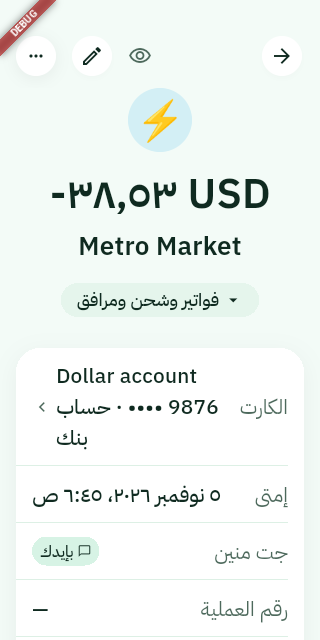 DEBUG
-٣٨,٥٣ USD
Metro Market
فواتير وشحن ومرافق
الكارت
Dollar account
حساب · •••• 9876
بنك
إمتى
٥ نوفمبر ٢٠٢٦، ٦:٤٥ ص
جت منين
بإيدك
رقم العملية
—